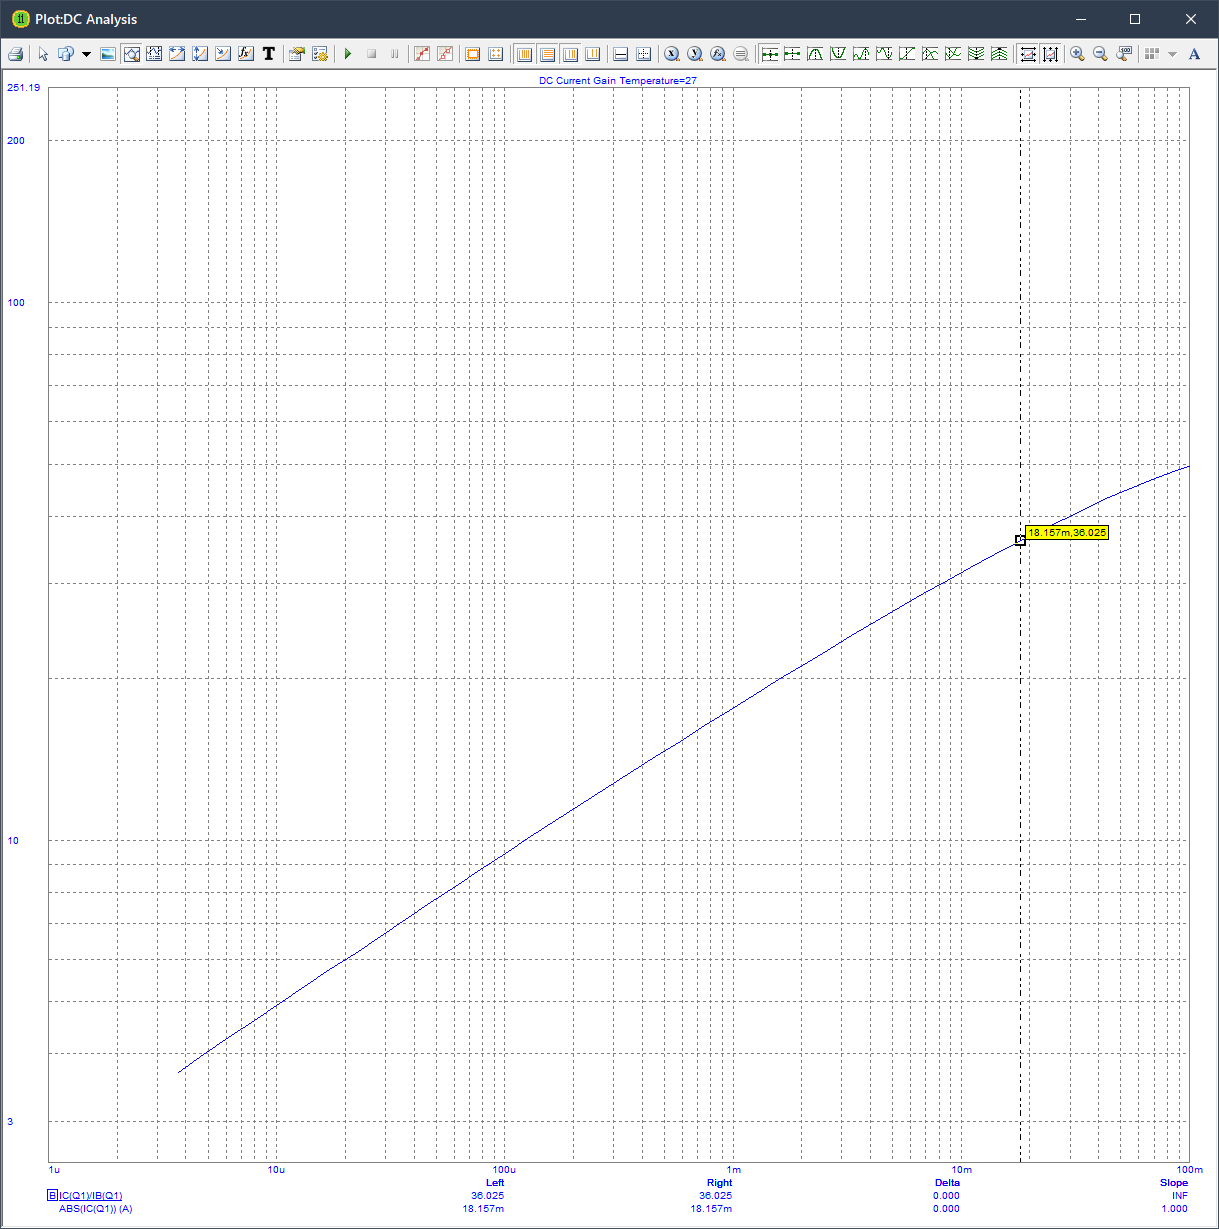 Plot:DC Analysis
DC Current Gain Temperature=27
251.19
200
100
18.157m,36.025
10
3
1u 10u 100u 1m 10m 100m
Left Right Delta Slope
B IC(Q1)/IB(Q1) 36.025 36.025 0.000 INF
ABS(IC(Q1)) (A) 18.157m 18.157m 0.000 1.000